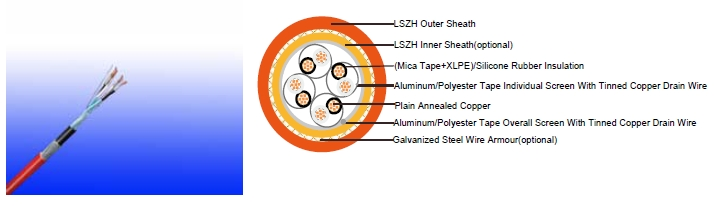 LSZH Outer Sheath
LSZH Inner Sheath(optional)
(Mica Tape+XLPE)/Silicone Rubber Insulation
Aluminum/Polyester Tape Individual Screen With Tinned Copper Drain Wire
Plain Annealed Copper
Aluminum/Polyester Tape Overall Screen With Tinned Copper Drain Wire
Galvanized Steel Wire Armour(optional)